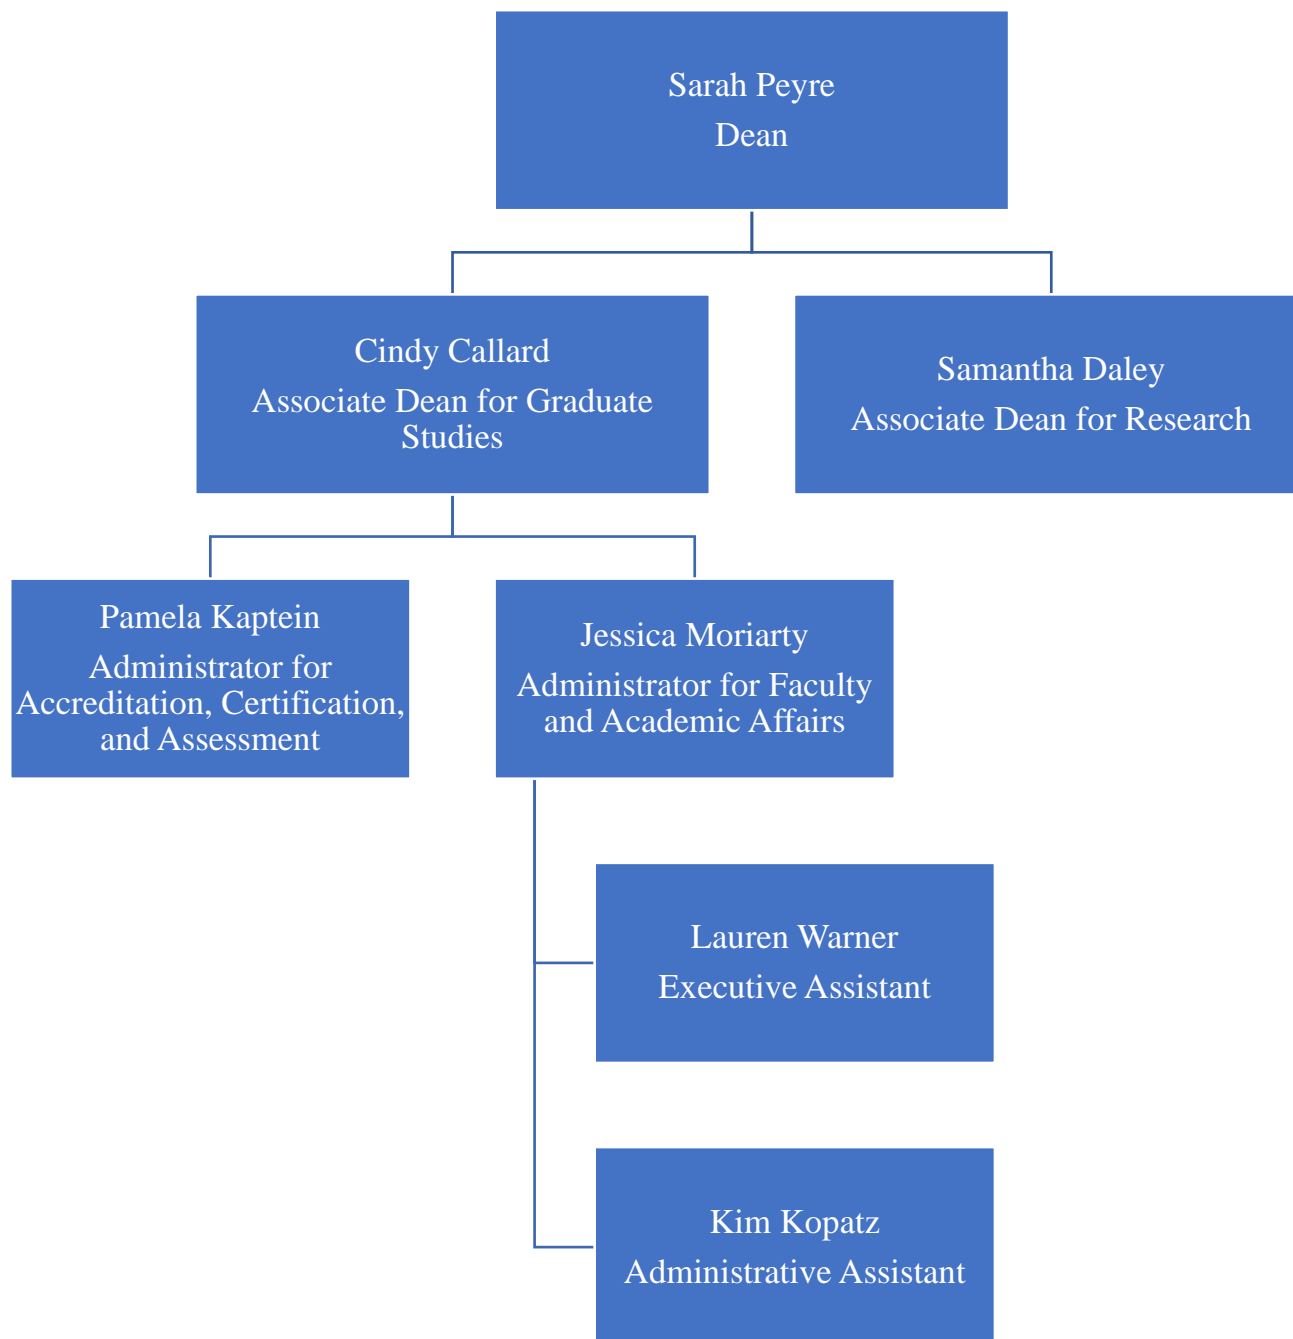 Sarah Peyre
Dean
Cindy Callard
Associate Dean for Graduate
Studies
Samantha Daley
Associate Dean for Research
Pamela Kaptein
Administrator for
Accreditation, Certification,
and Assessment
Jessica Moriarty
Administrator for Faculty
and Academic Affairs
Lauren Warner
Executive Assistant
Kim Kopatz
Administrative Assistant